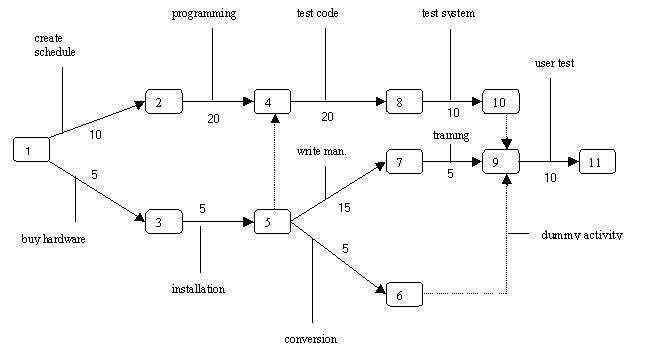 programming
test code
test system
create
schedule
user test
2
4
8
10
10
20
20
10
training
1
write man.
7
9
11
5
5
10
5
15
3
5
5
buy hardware
dummy activity
installation
6
conversion